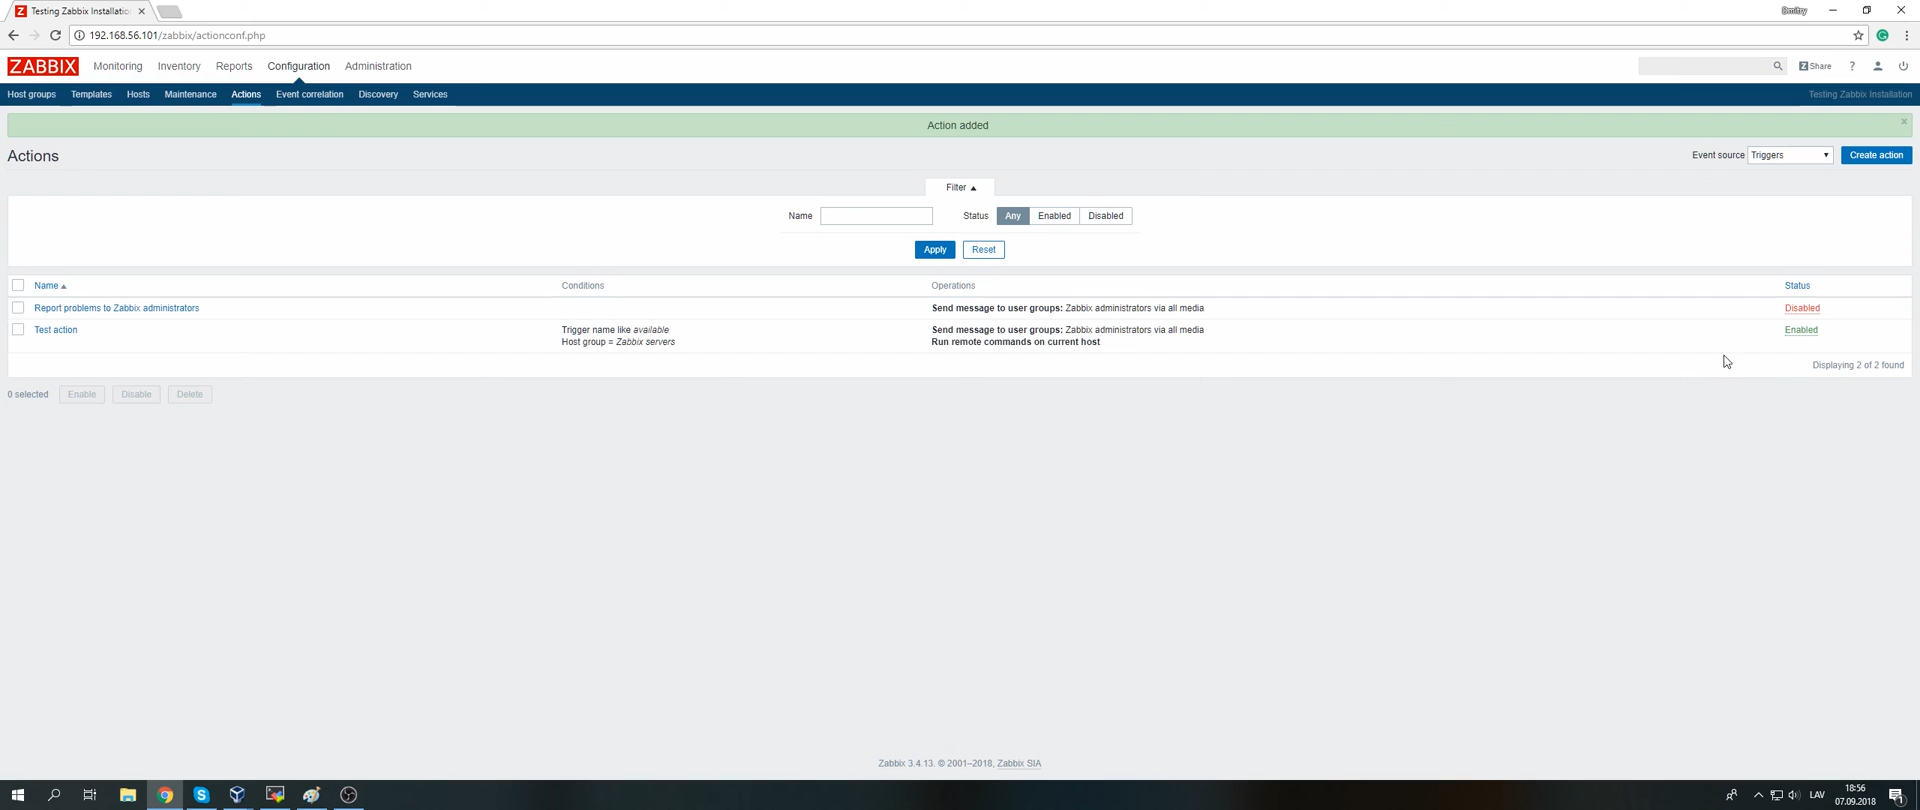 Testing Zabbix Installatio
Dmitry
192.168.56.101/zabbix/actionconf.php
ZABBIX Monitoring Inventory Reports Configuration Administration
Z Share ?
Host groups Templates Hosts Maintenance Actions Event correlation Discovery Services
Testing Zabbix Installation
Action added
Actions
Event source Triggers Create action
Filter
Name Status Any Enabled Disabled
Apply Reset
Name Conditions Operations Status
Report problems to Zabbix administrators Send message to user groups: Zabbix administrators via all media Disabled
Test action Trigger name like available Send message to user groups: Zabbix administrators via all media Enabled
Host group = Zabbix servers Run remote commands on current host
Displaying 2 of 2 found
0 selected Enable Disable Delete
Zabbix 3.4.13. © 2001–2018, Zabbix SIA
LAV
18:56
07.09.2018
1